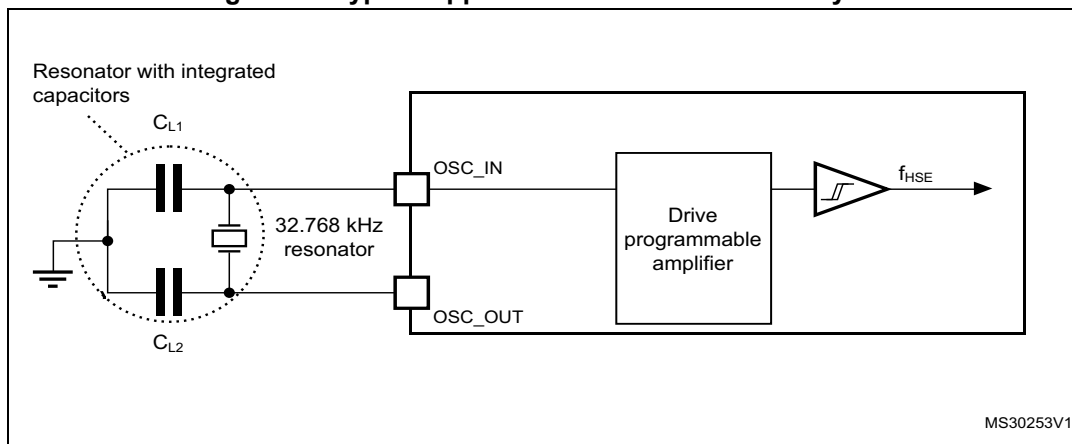 Resonator with integrated
capacitors
CL1
OSC_IN
fHSE
32.768 kHz
resonator
Drive
programmable
amplifier
OSC_OUT
CL2
MS30253V1